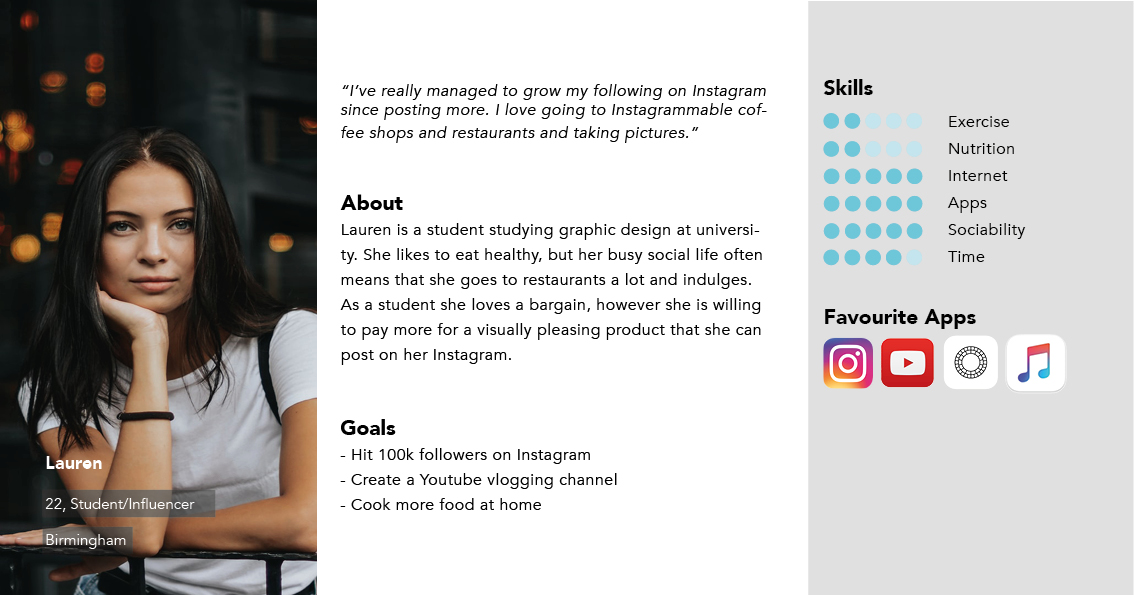 “I’ve really managed to grow my following on Instagram
since posting more. I love going to Instagrammable cof-
fee shops and restaurants and taking pictures.”
About
Lauren is a student studying graphic design at universi-
ty. She likes to eat healthy, but her busy social life often
means that she goes to restaurants a lot and indulges.
As a student she loves a bargain, however she is willing
to pay more for a visually pleasing product that she can
post on her Instagram.
Goals
- Hit 100k followers on Instagram
- Create a Youtube vlogging channel
- Cook more food at home
Lauren
22, Student/Influencer
Birmingham
Skills
Exercise
Nutrition
Internet
Apps
Sociability
Time
Favourite Apps